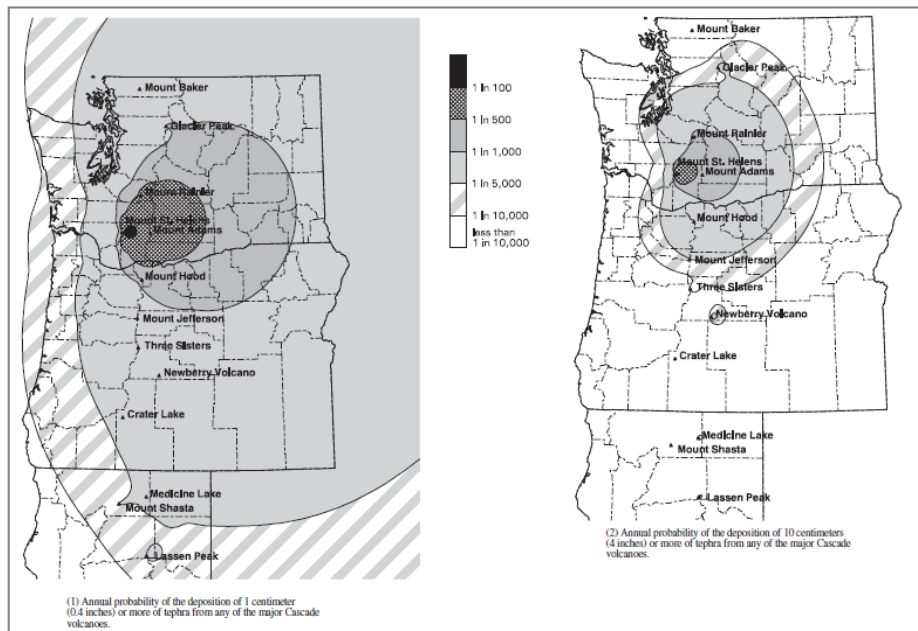 Mount Baker
Glacier Peak
Mount Rainier
Mount St. Helens
Mount Adams
Mount Hood
Mount Jefferson
Three Sisters
Newberry Volcano
Crater Lake
Medicine Lake
Mount Shasta
Lassen Peak
(1) Annual probability of the deposition of 1 centimeter
(0.4 inches) or more of tephra from any of the major Cascade
volcanoes.
1 in 100
1 in 500
1 in 1,000
1 in 5,000
1 in 10,000
less than
1 in 10,000
Mount Baker
Glacier Peak
Mount Rainier
Mount St. Helens
Mount Adams
Mount Hood
Mount Jefferson
Three Sisters
Newberry Volcano
Crater Lake
Medicine Lake
Mount Shasta
Lassen Peak
(2) Annual probability of the deposition of 10 centimeters
(4 inches) or more of tephra from any of the major Cascade
volcanoes.